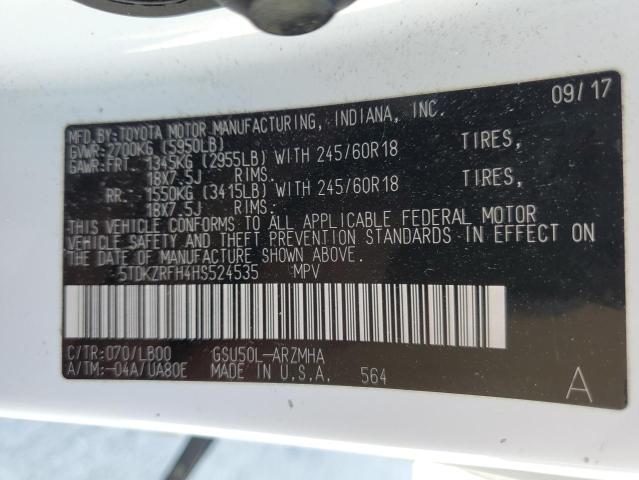 09/17
MFD.BY:TOYOTA MOTOR MANUFACTURING, INDIANA, INC.
GVWR:2700KG (5950LB)
GAWR:FRT 1345KG (2955LB) WITH 245/60R18 TIRES,
18X7.5J RIMS.
RR. 1550KG (3415LB) WITH 245/60R18 TIRES,
18X7.5J RIMS:
THIS VEHICLE CONFORMS TO ALL APPLICABLE FEDERAL MOTOR
VEHICLE SAFETY AND THEFT PREVENTION STANDARDS IN EFFECT ON
THE DATE OF MANUFACTURE SHOWN ABOVE.
5TDKZRFH4HS524535 MPV
C/TR:070/LB00 GSU50L-ARZMHA
A/TM:-04A/UA80E MADE IN U.S.A. 564
A